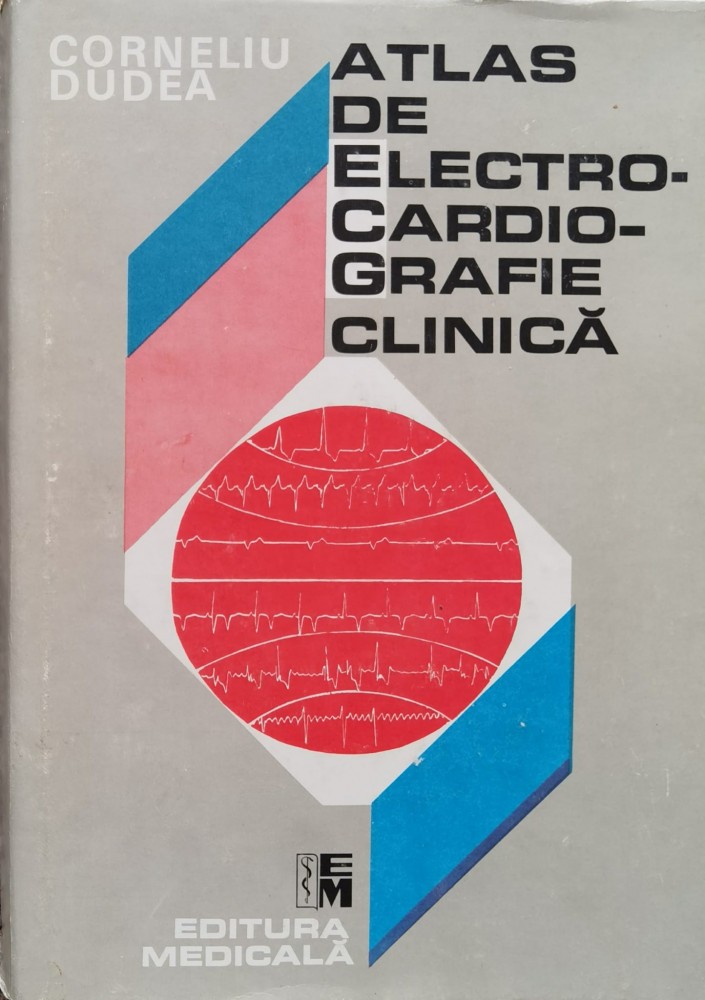 CORNELIU
DUDEA
ATLAS
DE
ELECTRO-
CARDIO-
GRAFIE
CLINICĂ
EM
EDITURA
MEDICALĂ